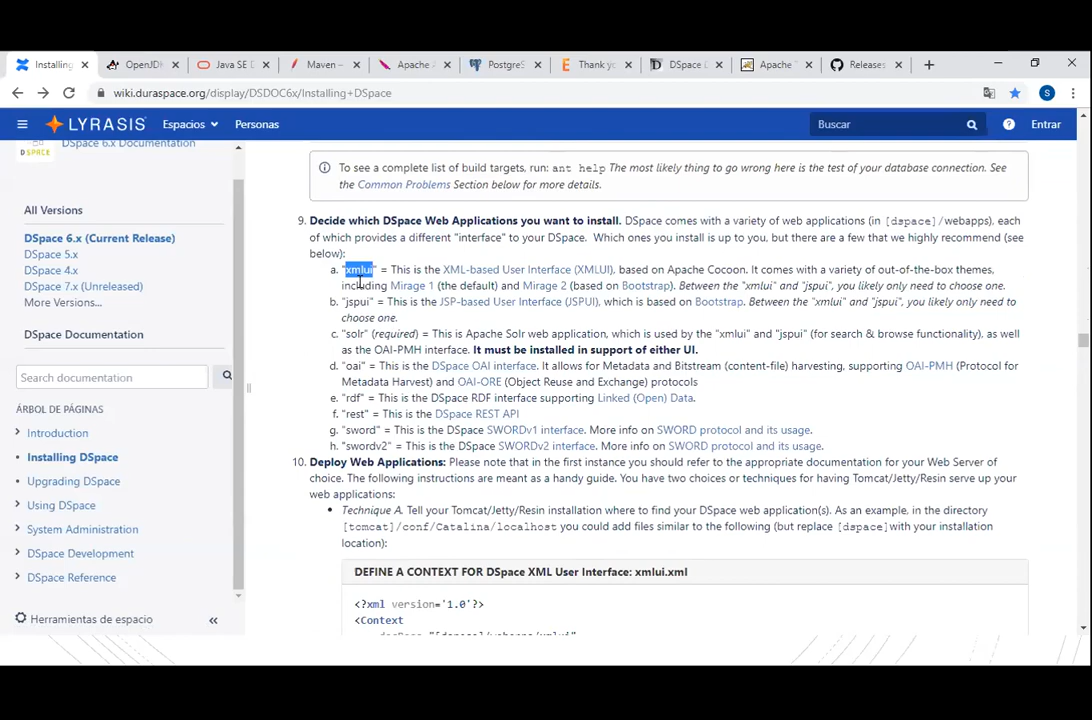 Installing
OpenJDK
Java SE D
Maven –
Apache A
PostgreS
Thank yo
DSpace D
Apache T
Releases
wiki.duraspace.org/display/DSDOC6x/Installing+DSpace
S
LYRASIS
Espacios
Personas
Buscar
Entrar
DSPACE
DSpace 6.x Documentation
All Versions
DSpace 6.x (Current Release)
DSpace 5.x
DSpace 4.x
DSpace 7.x (Unreleased)
More Versions...
DSpace Documentation
Search documentation
ÁRBOL DE PÁGINAS
Introduction
Installing DSpace
Upgrading DSpace
Using DSpace
System Administration
DSpace Development
DSpace Reference
Herramientas de espacio
To see a complete list of build targets, run: ant help The most likely thing to go wrong here is the test of your database connection. See
the Common Problems Section below for more details.
9. Decide which DSpace Web Applications you want to install. DSpace comes with a variety of web applications (in [dspace]/webapps), each
of which provides a different "interface" to your DSpace. Which ones you install is up to you, but there are a few that we highly recommend (see
below):
a. "xmlui" = This is the XML-based User Interface (XMLUI), based on Apache Cocoon. It comes with a variety of out-of-the-box themes,
including Mirage 1 (the default) and Mirage 2 (based on Bootstrap). Between the "xmlui" and "jspui", you likely only need to choose one.
b. "jspui" = This is the JSP-based User Interface (JSPUI), which is based on Bootstrap. Between the "xmlui" and "jspui", you likely only need to
choose one.
c. "solr" (required) = This is Apache Solr web application, which is used by the "xmlui" and "jspui" (for search & browse functionality), as well
as the OAI-PMH interface. It must be installed in support of either UI.
d. "oai" = This is the DSpace OAI interface. It allows for Metadata and Bitstream (content-file) harvesting, supporting OAI-PMH (Protocol for
Metadata Harvest) and OAI-ORE (Object Reuse and Exchange) protocols
e. "rdf" = This is the DSpace RDF interface supporting Linked (Open) Data.
f. "rest" = This is the DSpace REST API
g. "sword" = This is the DSpace SWORDv1 interface. More info on SWORD protocol and its usage.
h. "swordv2" = This is the DSpace SWORDv2 interface. More info on SWORD protocol and its usage.
10. Deploy Web Applications: Please note that in the first instance you should refer to the appropriate documentation for your Web Server of
choice. The following instructions are meant as a handy guide. You have two choices or techniques for having Tomcat/Jetty/Resin serve up your
web applications:
• Technique A. Tell your Tomcat/Jetty/Resin installation where to find your DSpace web application(s). As an example, in the directory
[tomcat]/conf/Catalina/localhost you could add files similar to the following (but replace [dspace]with your installation
location):
DEFINE A CONTEXT FOR DSpace XML User Interface: xmlui.xml
<?xml version='1.0'?>
<Context
docBase="[dspace]/webapps/xmlui"